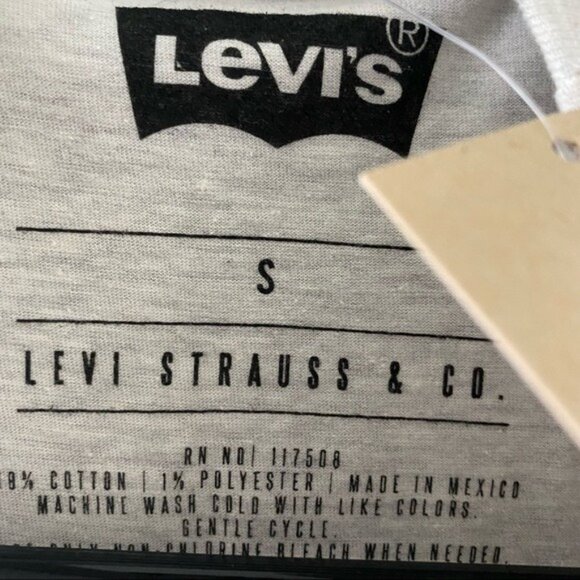 LEVI'S®
S
LEVI STRAUSS & CO.
RN NO| 117508
COTTON | 1% POLYESTER | MADE IN MEXICO
MACHINE WASH COLD WITH LIKE COLORS.
GENTLE CYCLE.
ONLY NON-CHLORINE BLEACH WHEN NEEDED.